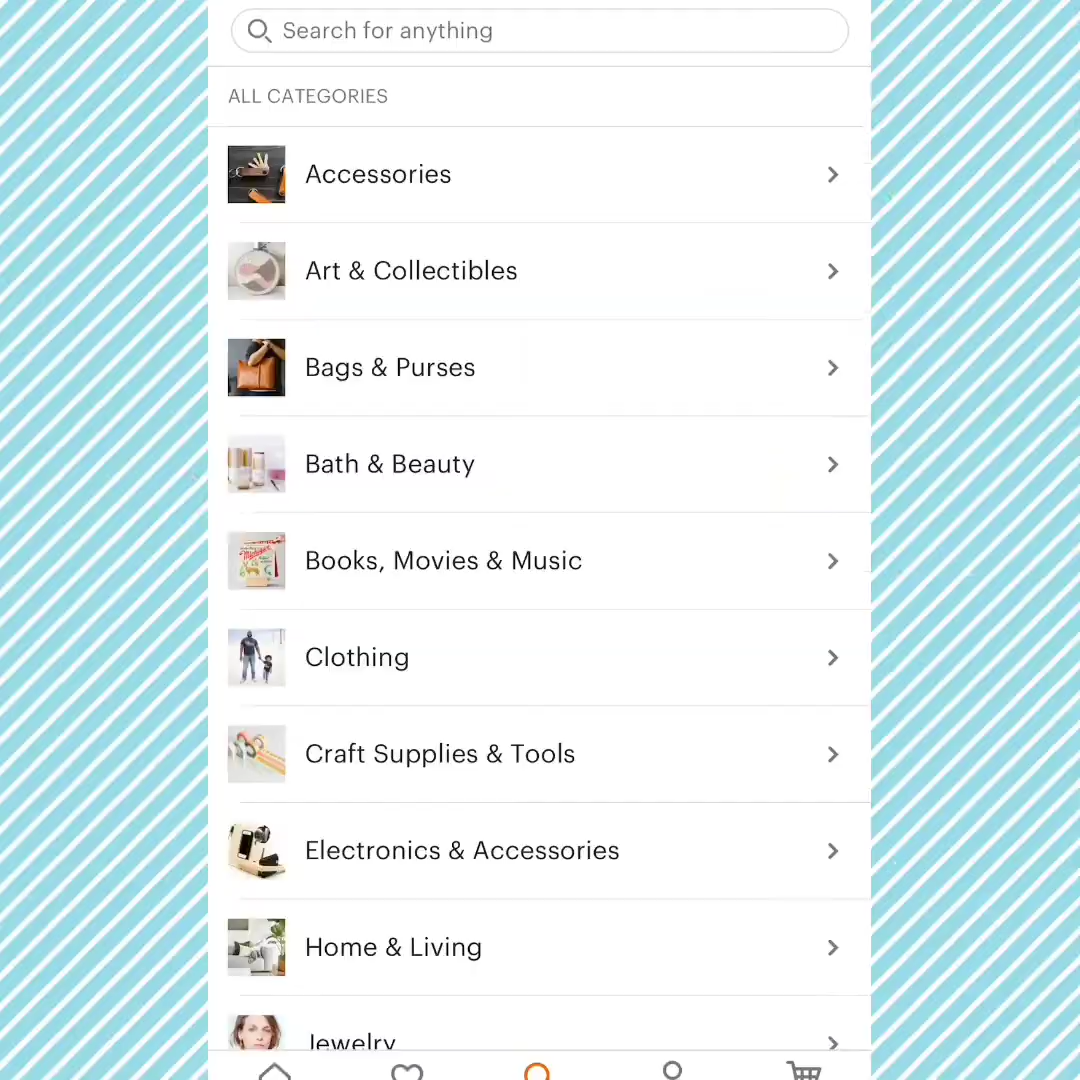 Search for anything
ALL CATEGORIES
Accessories
Art & Collectibles
Bags & Purses
Bath & Beauty
Books, Movies & Music
Clothing
Craft Supplies & Tools
Electronics & Accessories
Home & Living
Jewelry